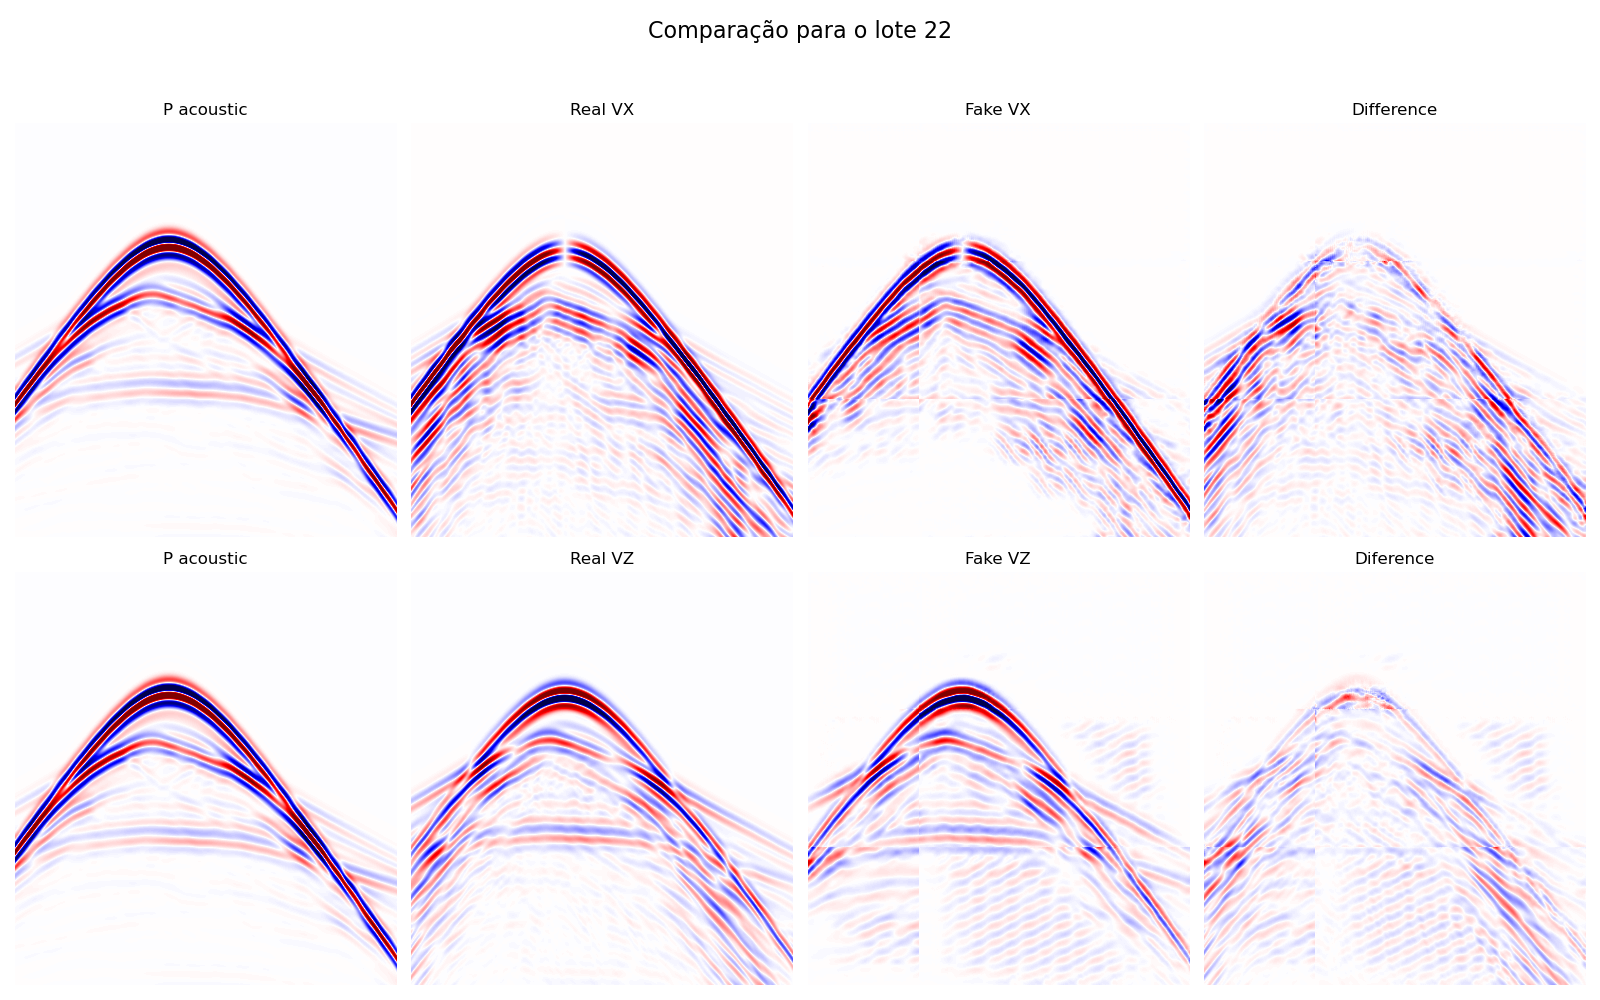 Comparação para o lote 22
P acoustic
Real VX
Fake VX
Difference
P acoustic
Real VZ
Fake VZ
Diference